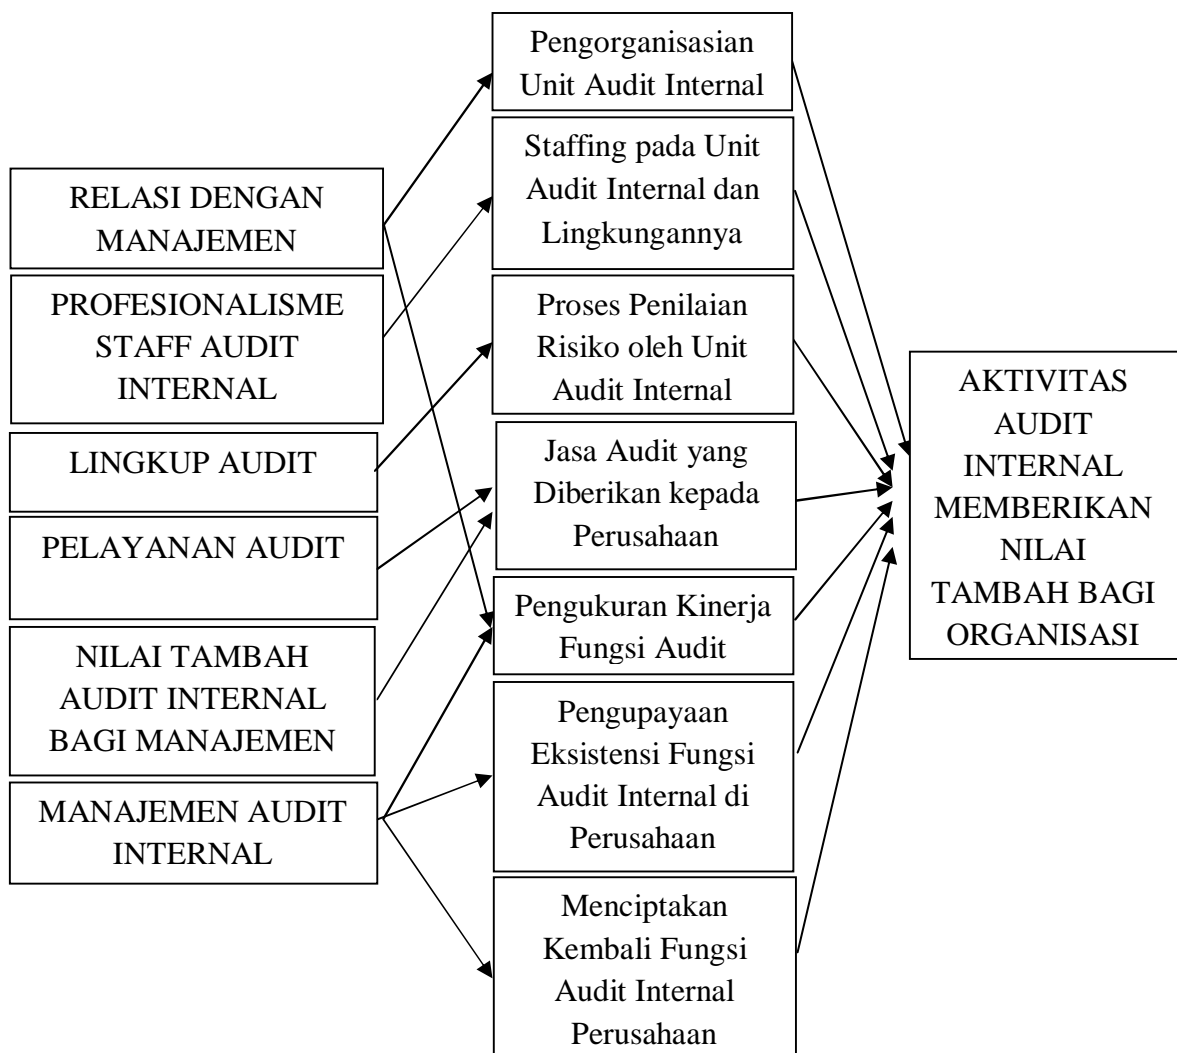 RELASI DENGAN
MANAJEMEN
PROFESIONALISME
STAFF AUDIT
INTERNAL
LINGKUP AUDIT
PELAYANAN AUDIT
NILAI TAMBAH
AUDIT INTERNAL
BAGI MANAJEMEN
MANAJEMEN AUDIT
INTERNAL
Pengorganisasian
Unit Audit Internal
Staffing pada Unit
Audit Internal dan
Lingkungannya
Proses Penilaian
Risiko oleh Unit
Audit Internal
Jasa Audit yang
Diberikan kepada
Perusahaan
Pengukuran Kinerja
Fungsi Audit
Pengupayaan
Eksistensi Fungsi
Audit Internal di
Perusahaan
Menciptakan
Kembali Fungsi
Audit Internal
Perusahaan
AKTIVITAS
AUDIT
INTERNAL
MEMBERIKAN
NILAI
TAMBAH BAGI
ORGANISASI